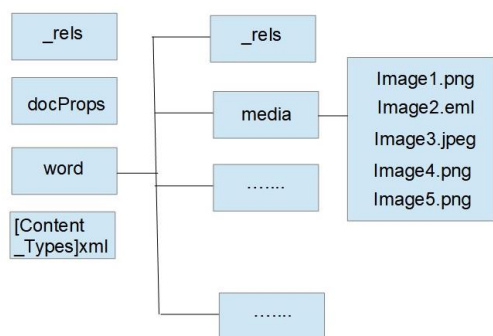 _rels
docProps
word
[Content
_Types]xml
_rels
media
…....
…....
Image1.png
Image2.eml
Image3.jpeg
Image4.png
Image5.png